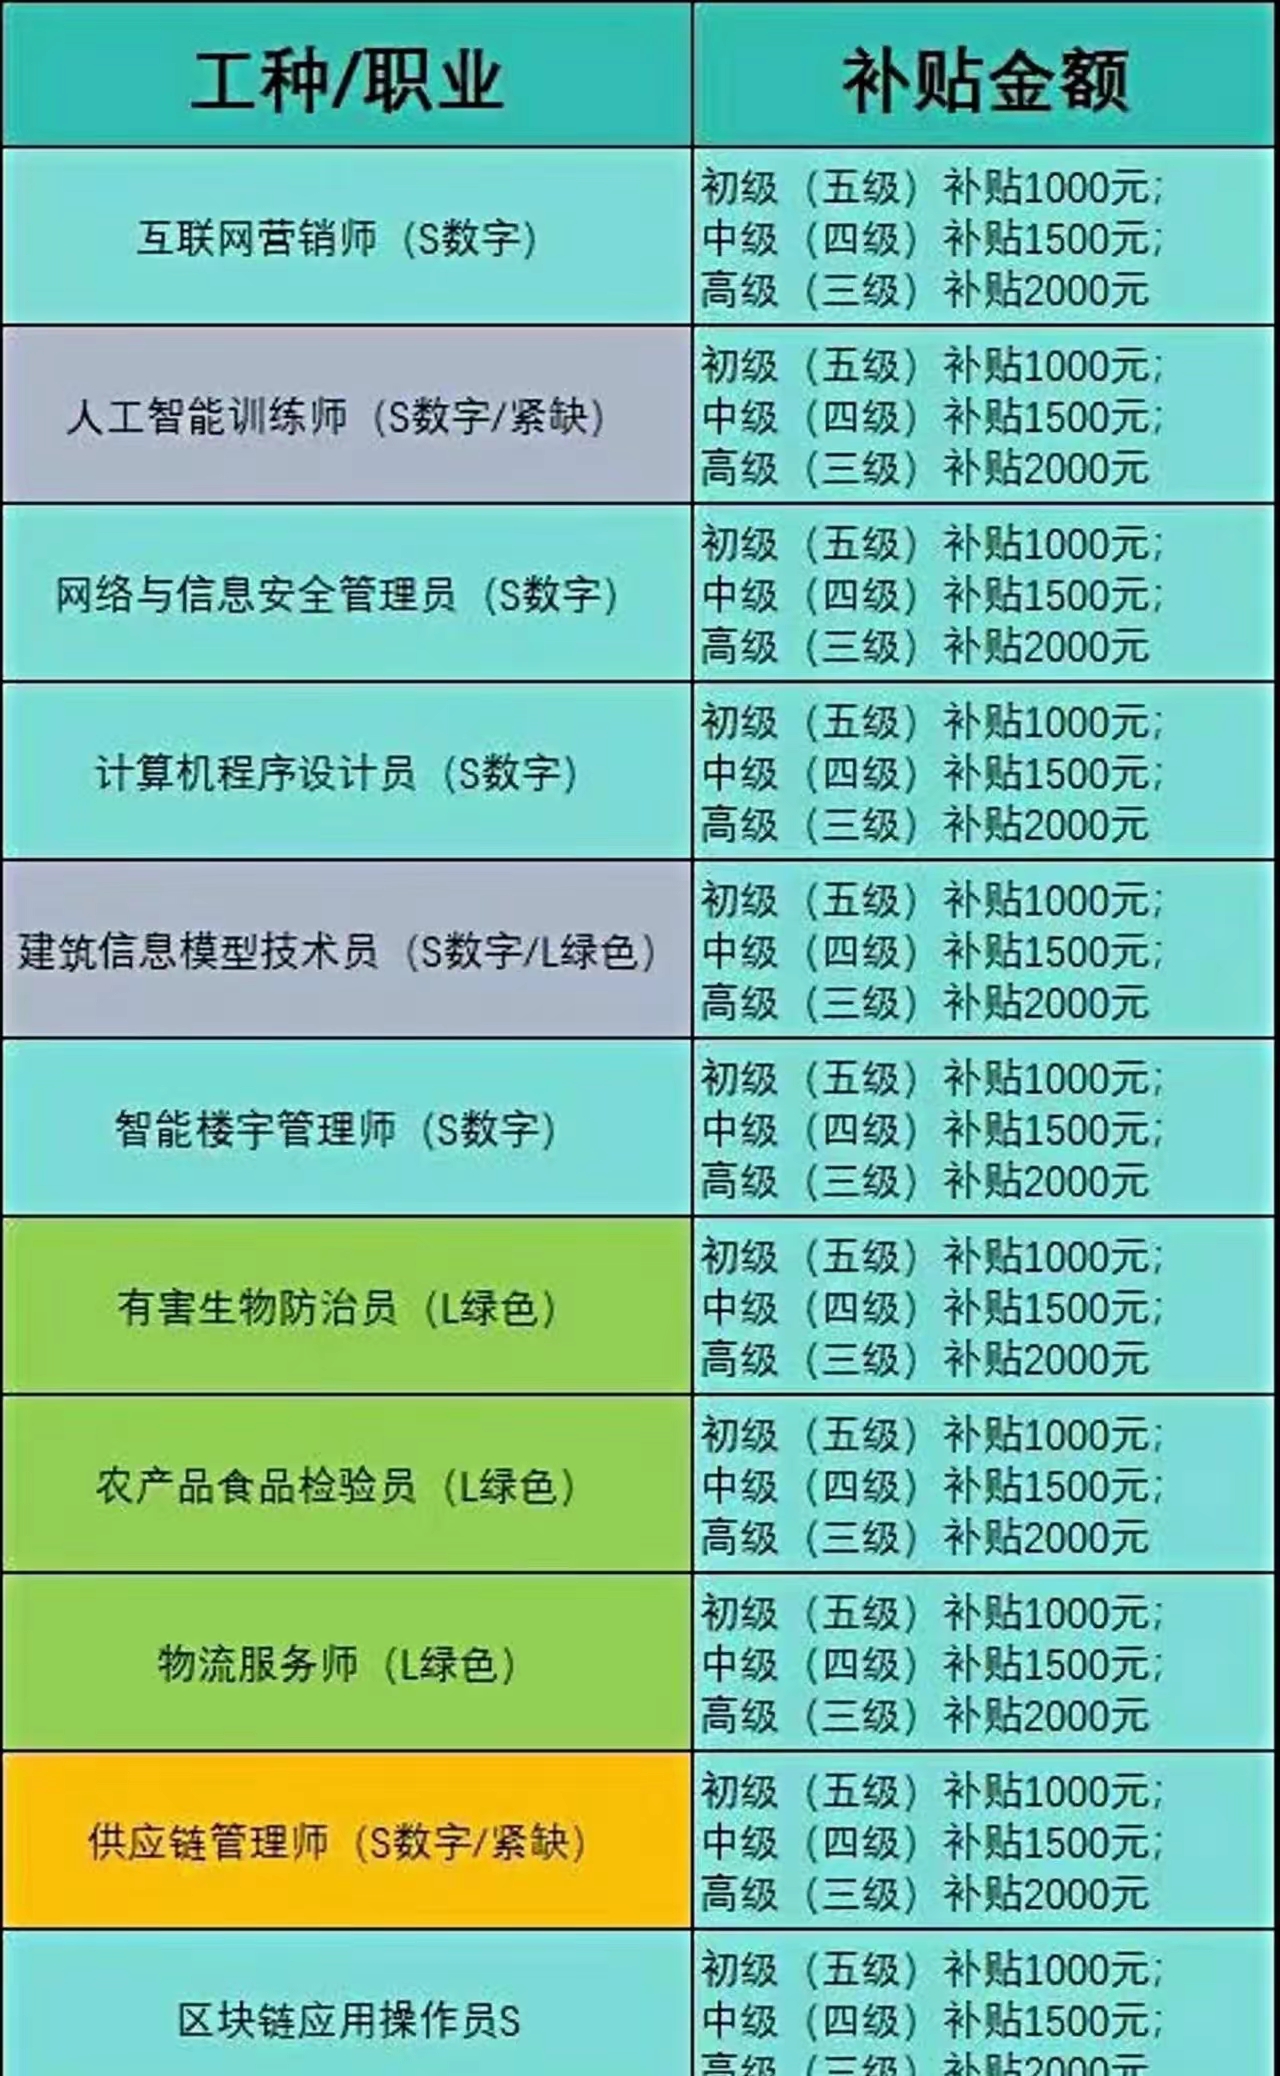 工种/职业
补贴金额
互联网营销师（S数字）
初级（五级）补贴1000元;
中级（四级）补贴1500元;
高级（三级）补贴2000元
人工智能训练师（S数字/紧缺）
初级（五级）补贴1000元;
中级（四级）补贴1500元;
高级（三级）补贴2000元
网络与信息安全管理员（S数字）
初级（五级）补贴1000元;
中级（四级）补贴1500元;
高级（三级）补贴2000元
计算机程序设计员（S数字）
初级（五级）补贴1000元;
中级（四级）补贴1500元;
高级（三级）补贴2000元
建筑信息模型技术员（S数字/L绿色）
初级（五级）补贴1000元;
中级（四级）补贴1500元;
高级（三级）补贴2000元
智能楼宇管理师（S数字）
初级（五级）补贴1000元;
中级（四级）补贴1500元;
高级（三级）补贴2000元
有害生物防治员（L绿色）
初级（五级）补贴1000元;
中级（四级）补贴1500元;
高级（三级）补贴2000元
农产品食品检验员（L绿色）
初级（五级）补贴1000元;
中级（四级）补贴1500元;
高级（三级）补贴2000元
物流服务师（L绿色）
初级（五级）补贴1000元;
中级（四级）补贴1500元;
高级（三级）补贴2000元
供应链管理师（S数字/紧缺）
初级（五级）补贴1000元;
中级（四级）补贴1500元;
高级（三级）补贴2000元
区块链应用操作员S
初级（五级）补贴1000元;
中级（四级）补贴1500元;
高级（三级）补贴2000元